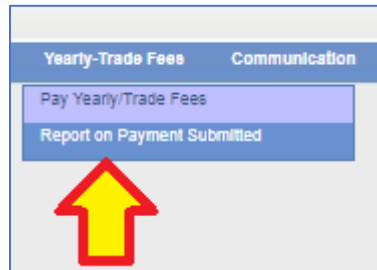 Yearly-Trade Fees Communication
Pay Yearly/Trade Fees
Report on Payment Submitted